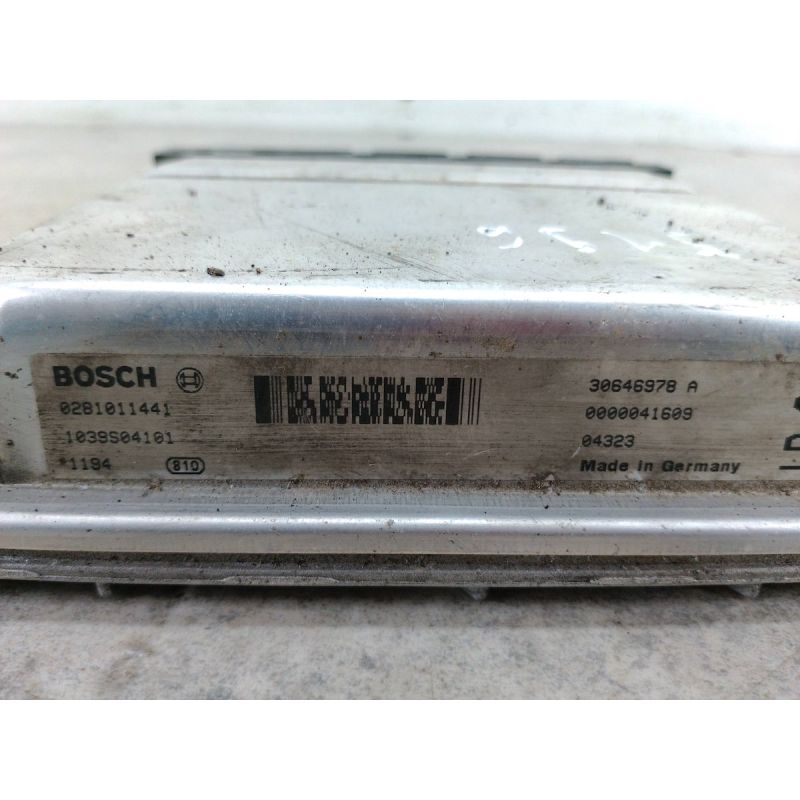 BOSCH
0281011441
1039S04101
*1194 810
30646978 A
0000041609
04323
Made in Germany